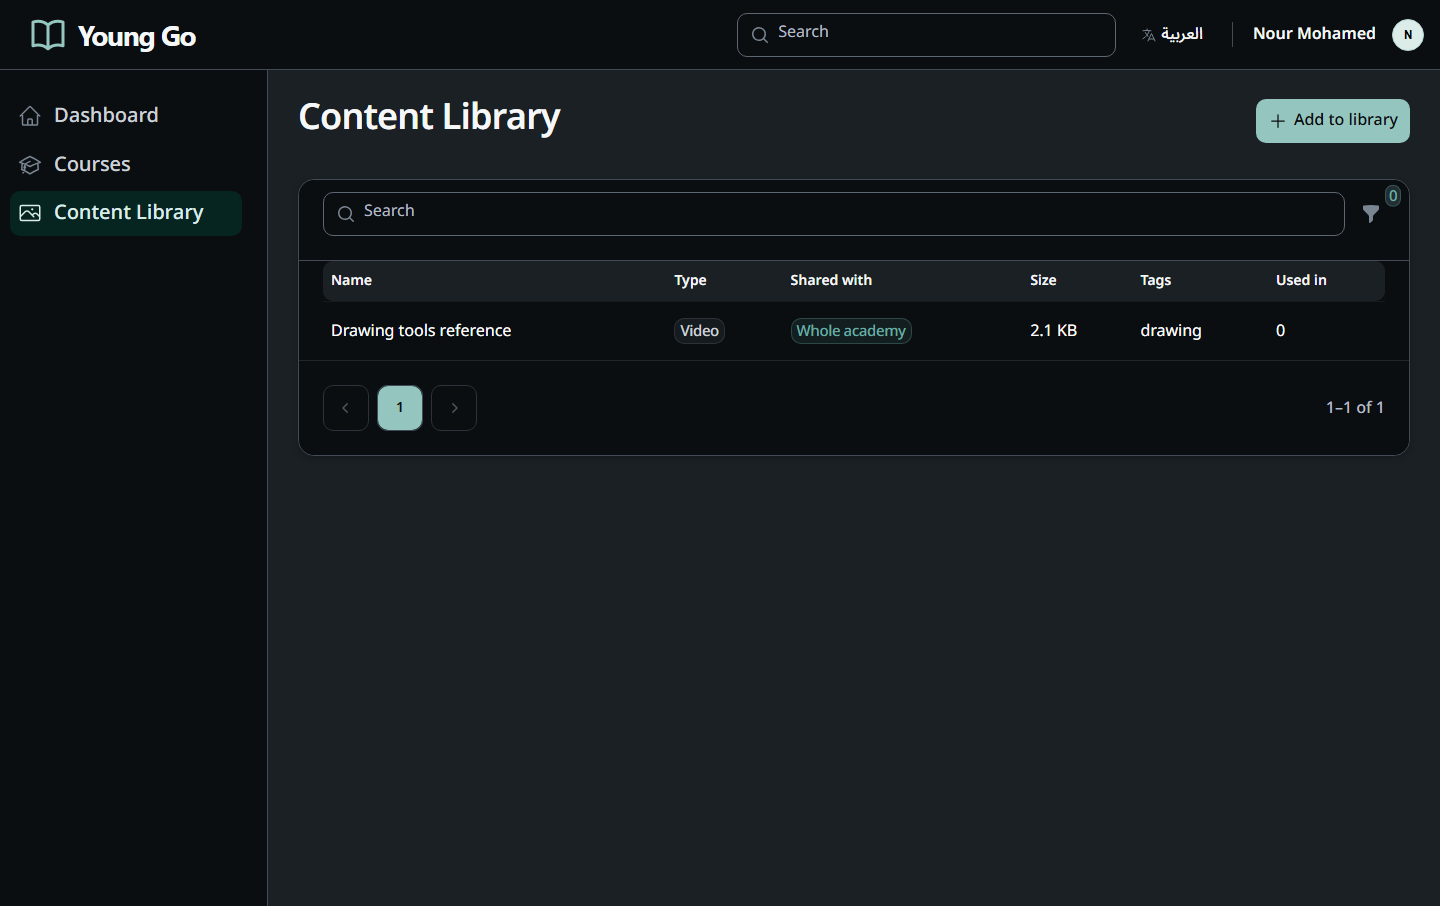 Young Go
Search
العربية
Nour Mohamed
N
Dashboard
Courses
Content Library
Content Library
Add to library
Search
0
Name Type Shared with Size Tags Used in
Drawing tools reference Video Whole academy 2.1 KB drawing 0
1
1–1 of 1